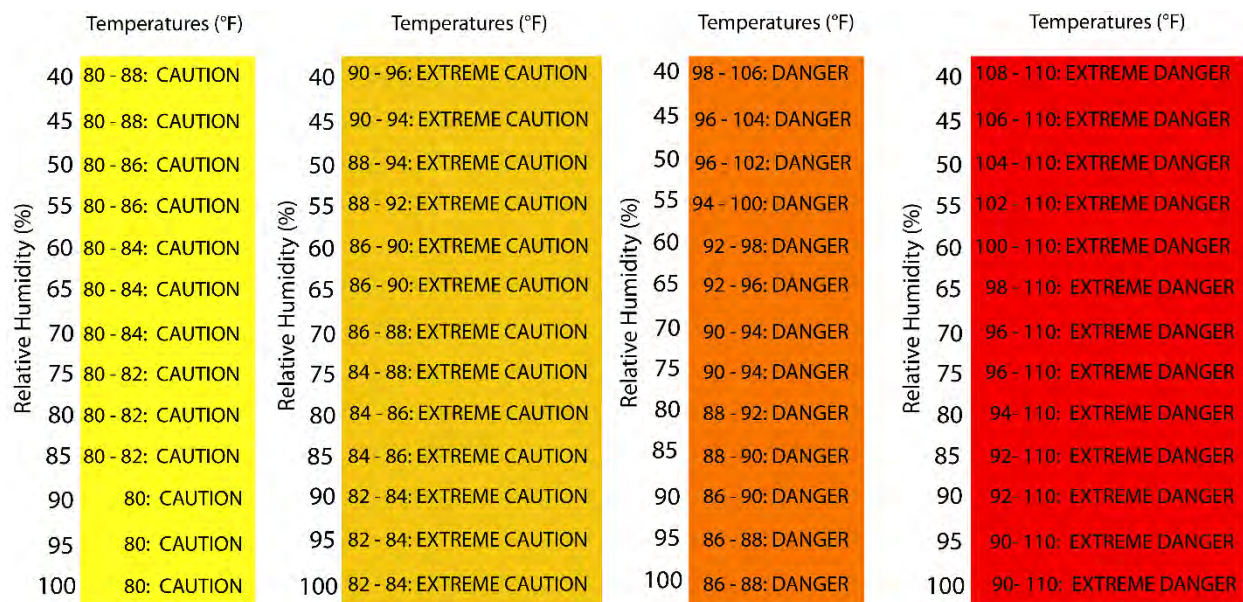 Temperatures (°F) Temperatures (°F) Temperatures (°F) Temperatures (°F)
Relative Humidity (%) Relative Humidity (%) Relative Humidity (%) Relative Humidity (%)
40 80 - 88: CAUTION 40 90 - 96: EXTREME CAUTION 40 98 - 106: DANGER 40 108 - 110: EXTREME DANGER
45 80 - 88: CAUTION 45 90 - 94: EXTREME CAUTION 45 96 - 104: DANGER 45 106 - 110: EXTREME DANGER
50 80 - 86: CAUTION 50 88 - 94: EXTREME CAUTION 50 96 - 102: DANGER 50 104 - 110: EXTREME DANGER
55 80 - 86: CAUTION 55 88 - 92: EXTREME CAUTION 55 94 - 100: DANGER 55 102 - 110: EXTREME DANGER
60 80 - 84: CAUTION 60 86 - 90: EXTREME CAUTION 60 92 - 98: DANGER 60 100 - 110: EXTREME DANGER
65 80 - 84: CAUTION 65 86 - 90: EXTREME CAUTION 65 92 - 96: DANGER 65 98 - 110: EXTREME DANGER
70 80 - 84: CAUTION 70 86 - 88: EXTREME CAUTION 70 90 - 94: DANGER 70 96 - 110: EXTREME DANGER
75 80 - 82: CAUTION 75 84 - 88: EXTREME CAUTION 75 90 - 94: DANGER 75 96 - 110: EXTREME DANGER
80 80 - 82: CAUTION 80 84 - 86: EXTREME CAUTION 80 88 - 92: DANGER 80 94- 110: EXTREME DANGER
85 80 - 82: CAUTION 85 84 - 86: EXTREME CAUTION 85 88 - 90: DANGER 85 92- 110: EXTREME DANGER
90 80: CAUTION 90 82 - 84: EXTREME CAUTION 90 86 - 90: DANGER 90 92- 110: EXTREME DANGER
95 80: CAUTION 95 82 - 84: EXTREME CAUTION 95 86 - 88: DANGER 95 90- 110: EXTREME DANGER
100 80: CAUTION 100 82 - 84: EXTREME CAUTION 100 86 - 88: DANGER 100 90- 110: EXTREME DANGER